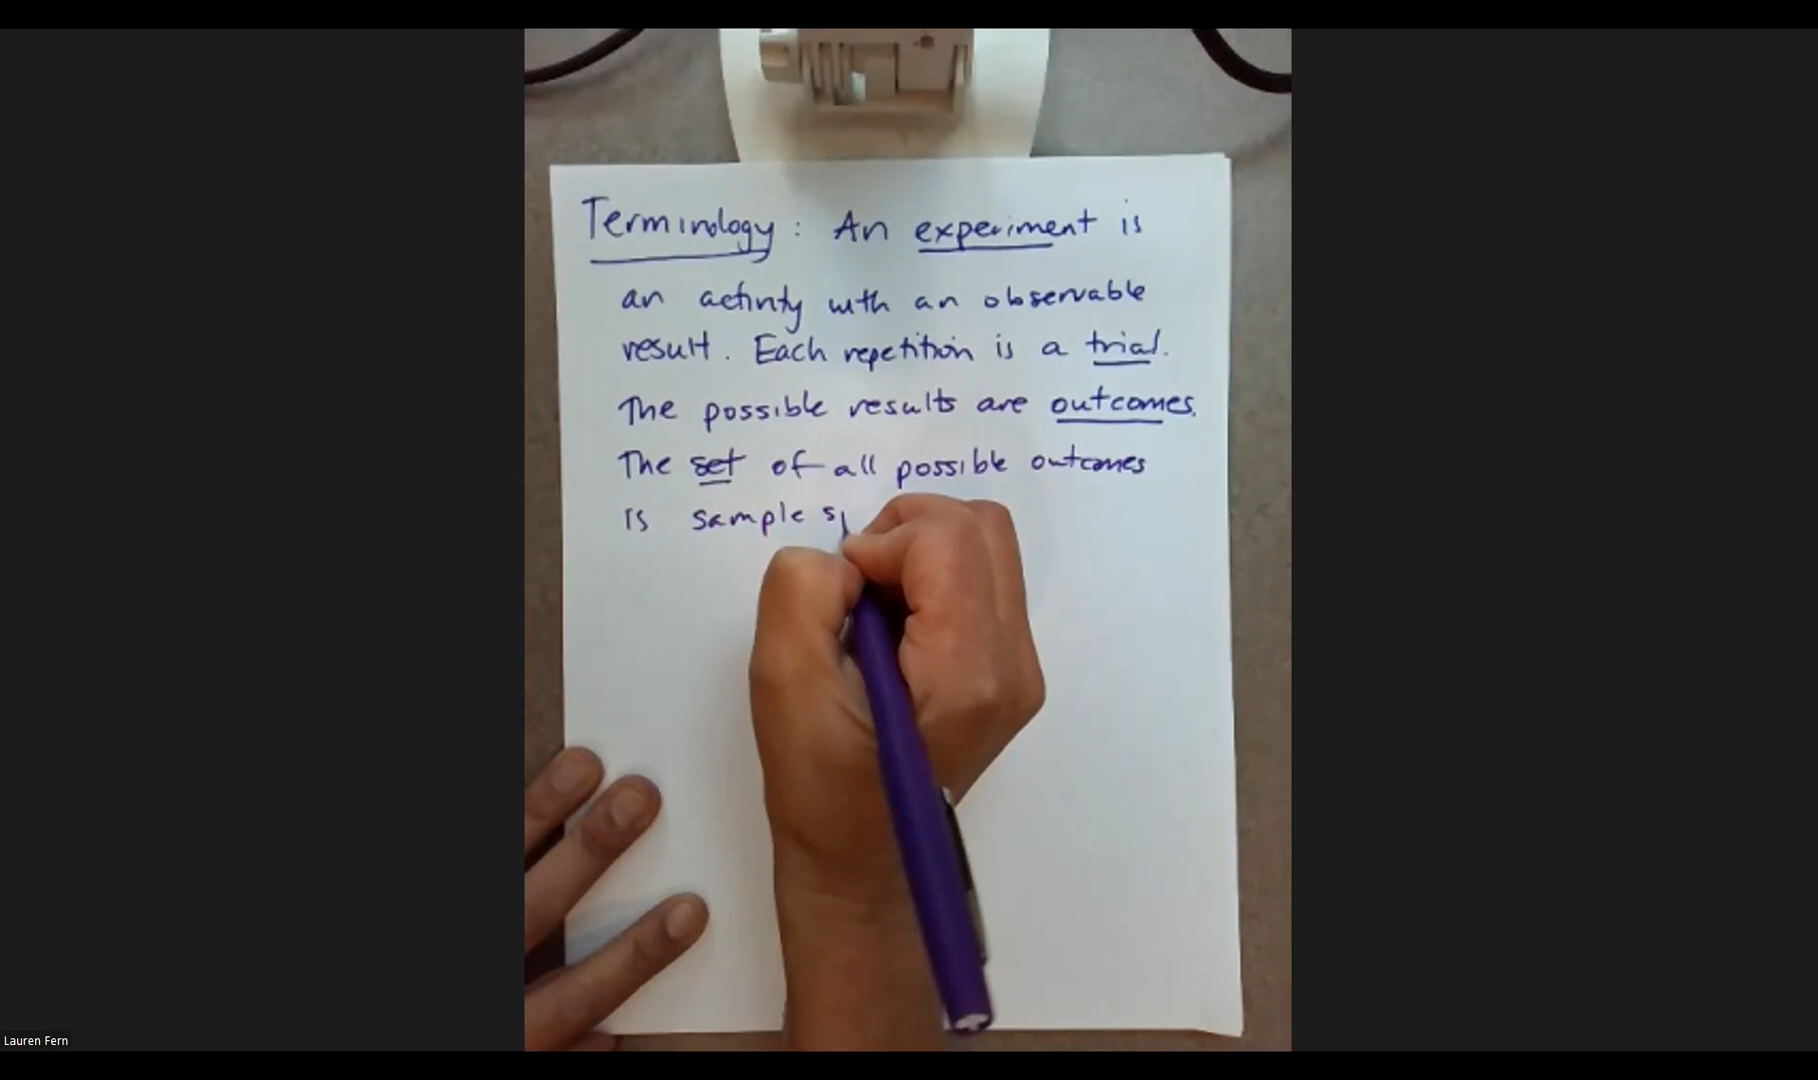 Terminology: An experiment is
an activity with an observable
result. Each repetition is a trial.
The possible results are outcomes.
The set of all possible outcomes
is sample sp
Lauren Fern